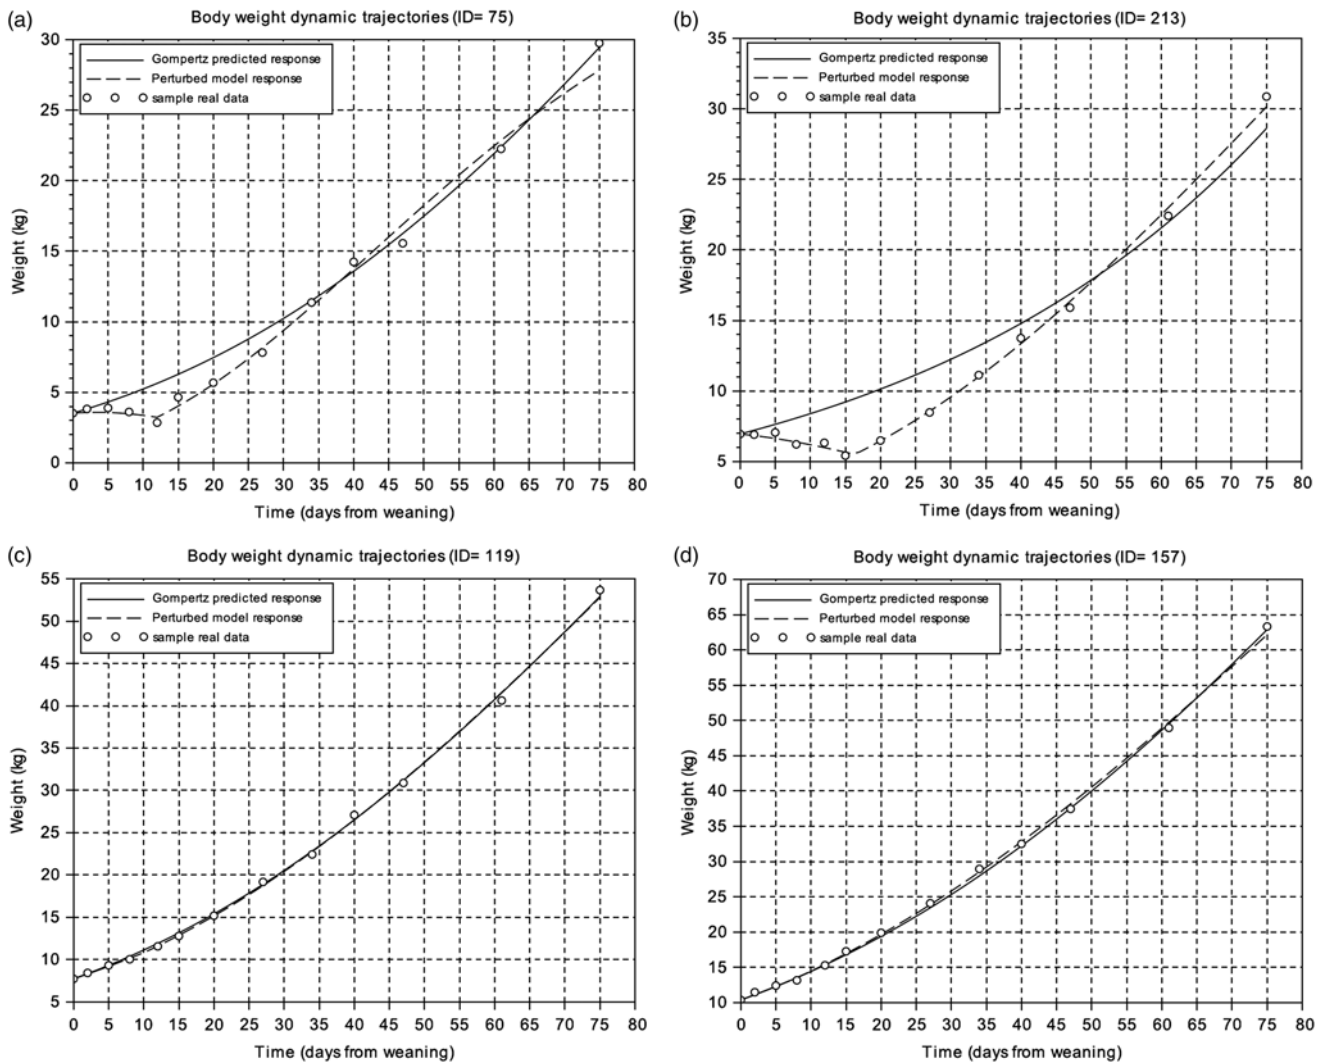 (a)
Body weight dynamic trajectories (ID= 75)
Gompertz predicted response
Perturbed model response
sample real data
30
25
20
15
10
5
0
Weight (kg)
0 5 10 15 20 25 30 35 40 45 50 55 60 65 70 75 80
Time (days from weaning)
(b)
Body weight dynamic trajectories (ID= 213)
Gompertz predicted response
Perturbed model response
sample real data
35
30
25
20
15
10
5
Weight (kg)
0 5 10 15 20 25 30 35 40 45 50 55 60 65 70 75 80
Time (days from weaning)
(c)
Body weight dynamic trajectories (ID= 119)
Gompertz predicted response
Perturbed model response
sample real data
55
50
45
40
35
30
25
20
15
10
5
Weight (kg)
0 5 10 15 20 25 30 35 40 45 50 55 60 65 70 75 80
Time (days from weaning)
(d)
Body weight dynamic trajectories (ID= 157)
Gompertz predicted response
Perturbed model response
sample real data
70
65
60
55
50
45
40
35
30
25
20
15
10
Weight (kg)
0 5 10 15 20 25 30 35 40 45 50 55 60 65 70 75 80
Time (days from weaning)